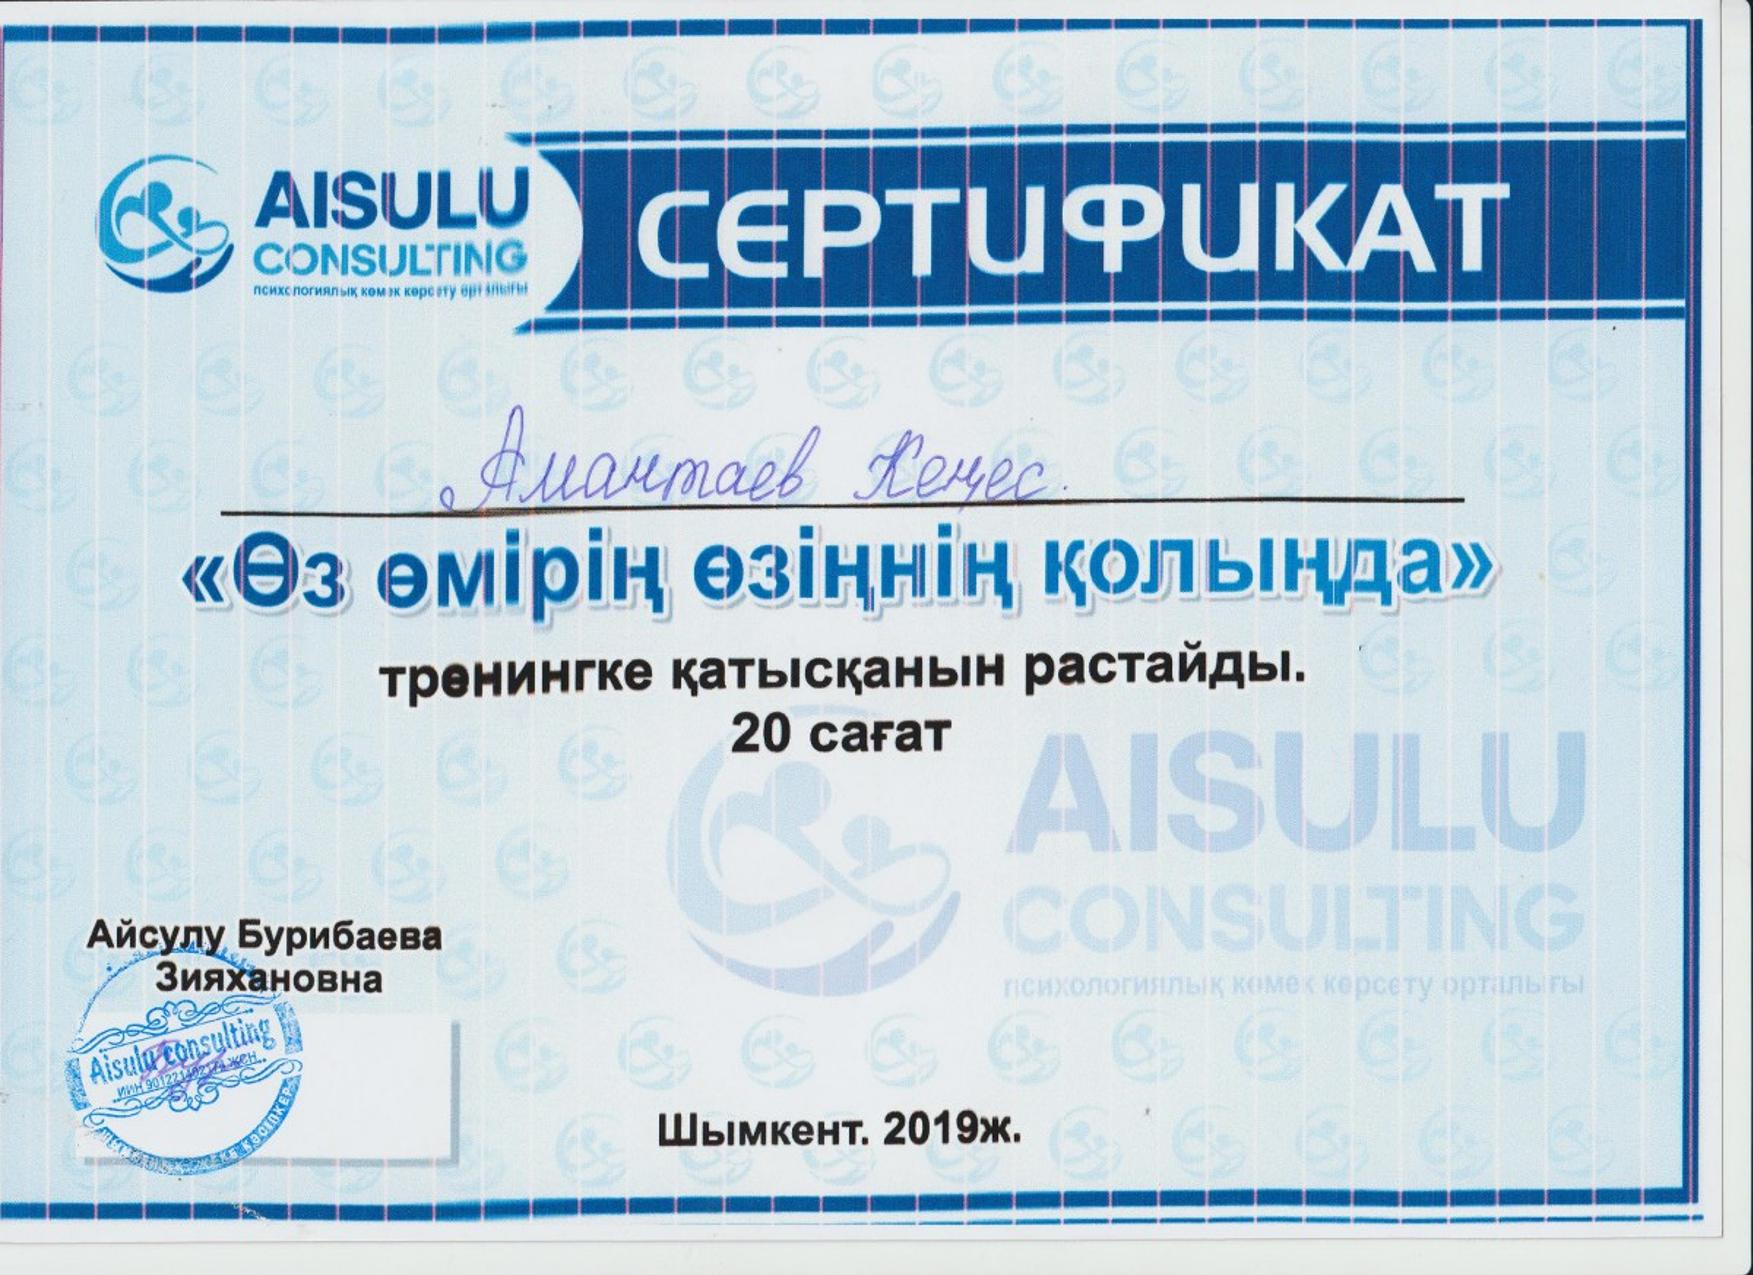 AISULU
CONSULTING
психологиялық көмек көрсету орталығы
СЕРТИФИКАТ
Амантаев Кеңес.
«Өз өмірің өзіңнің қолыңда»
тренингке қатысқанын растайды.
20 сағат
AISULU
CONSULTING
психологиялық көмек көрсету орталығы
Айсулу Бурибаева
Зияхановна
Aisulu consulting
Шымкент. 2019ж.